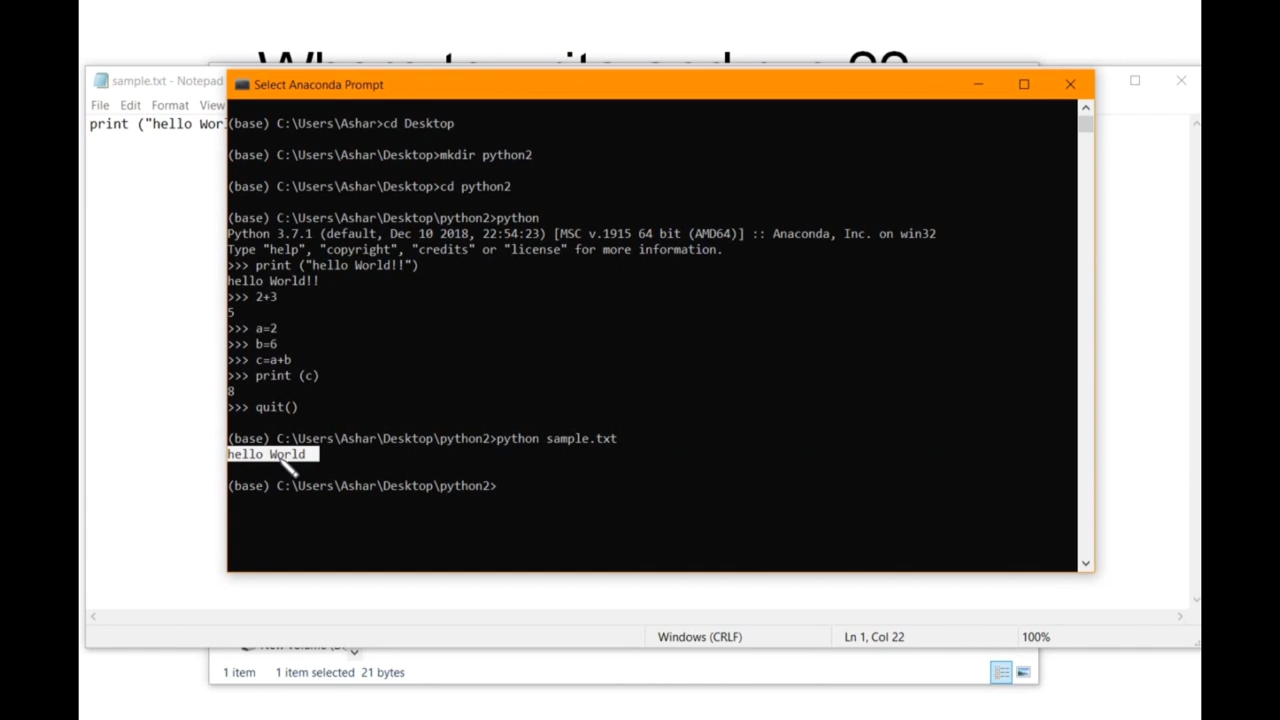 sample.txt - Notepad
File Edit Format View
print ("hello Wor
Select Anaconda Prompt
(base) C:\Users\Ashar>cd Desktop
(base) C:\Users\Ashar\Desktop>mkdir python2
(base) C:\Users\Ashar\Desktop>cd python2
(base) C:\Users\Ashar\Desktop\python2>python
Python 3.7.1 (default, Dec 10 2018, 22:54:23) [MSC v.1915 64 bit (AMD64)] :: Anaconda, Inc. on win32
Type "help", "copyright", "credits" or "license" for more information.
>>> print ("hello World!!")
hello World!!
>>> 2+3
5
>>> a=2
>>> b=6
>>> c=a+b
>>> print (c)
8
>>> quit()
(base) C:\Users\Ashar\Desktop\python2>python sample.txt
hello World
(base) C:\Users\Ashar\Desktop\python2>
Windows (CRLF) Ln 1, Col 22 100%
1 item 1 item selected 21 bytes